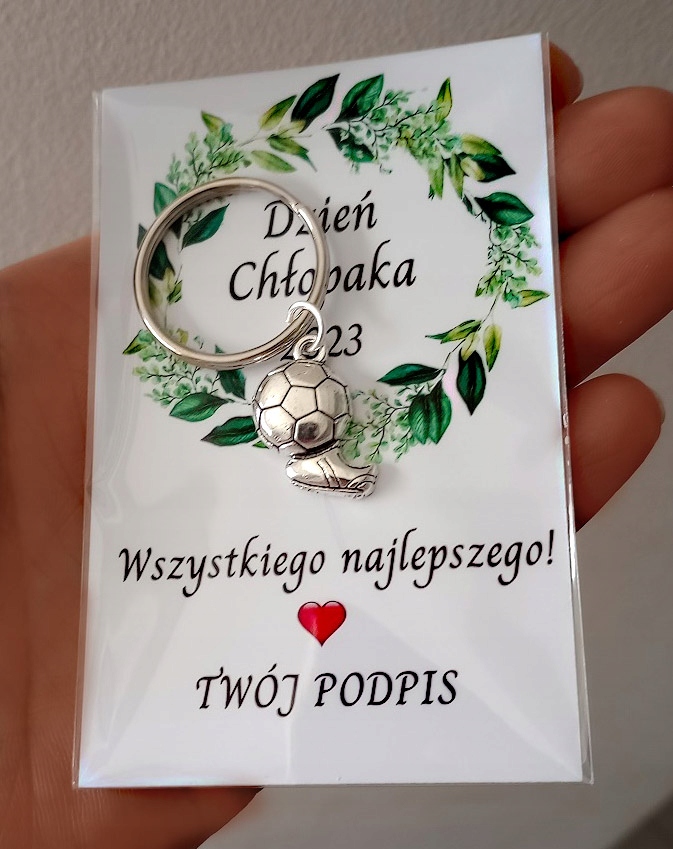 Dzień
Chłopaka
2023
Wszystkiego najlepszego!
TWÓJ PODPIS